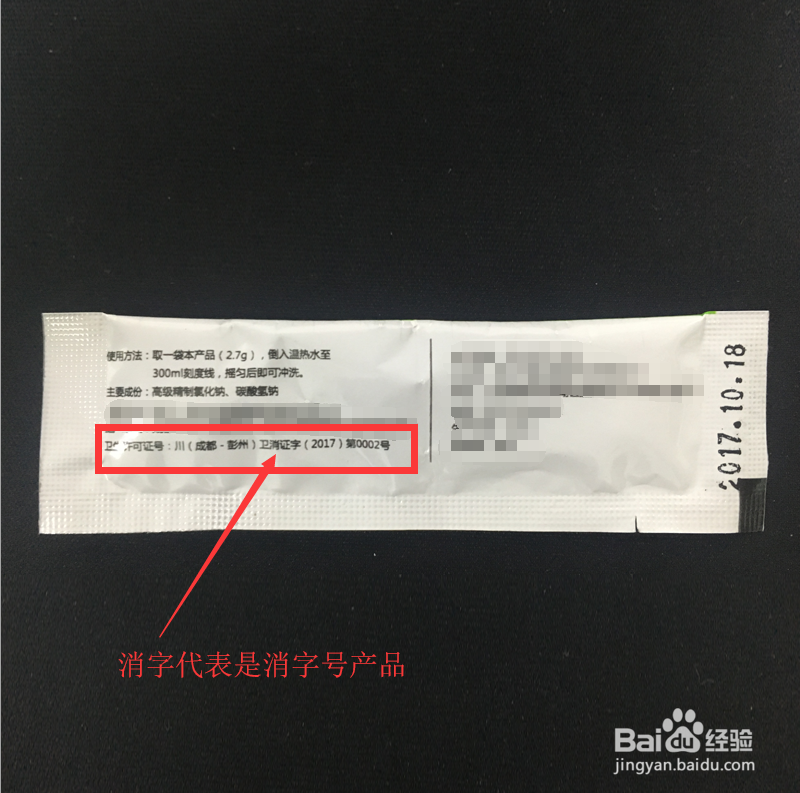 使用方法：取一袋本产品（2.7g），倒入温热水至
300ml刻度线，摇匀后即可冲洗。
主要成份：高级精制氯化钠、碳酸氢钠
卫生许可证号：川（成都-彭州）卫消证字（2017）第0002号
2017.10.18
消字代表是消字号产品
Baidu经验
jingyan.baidu.com